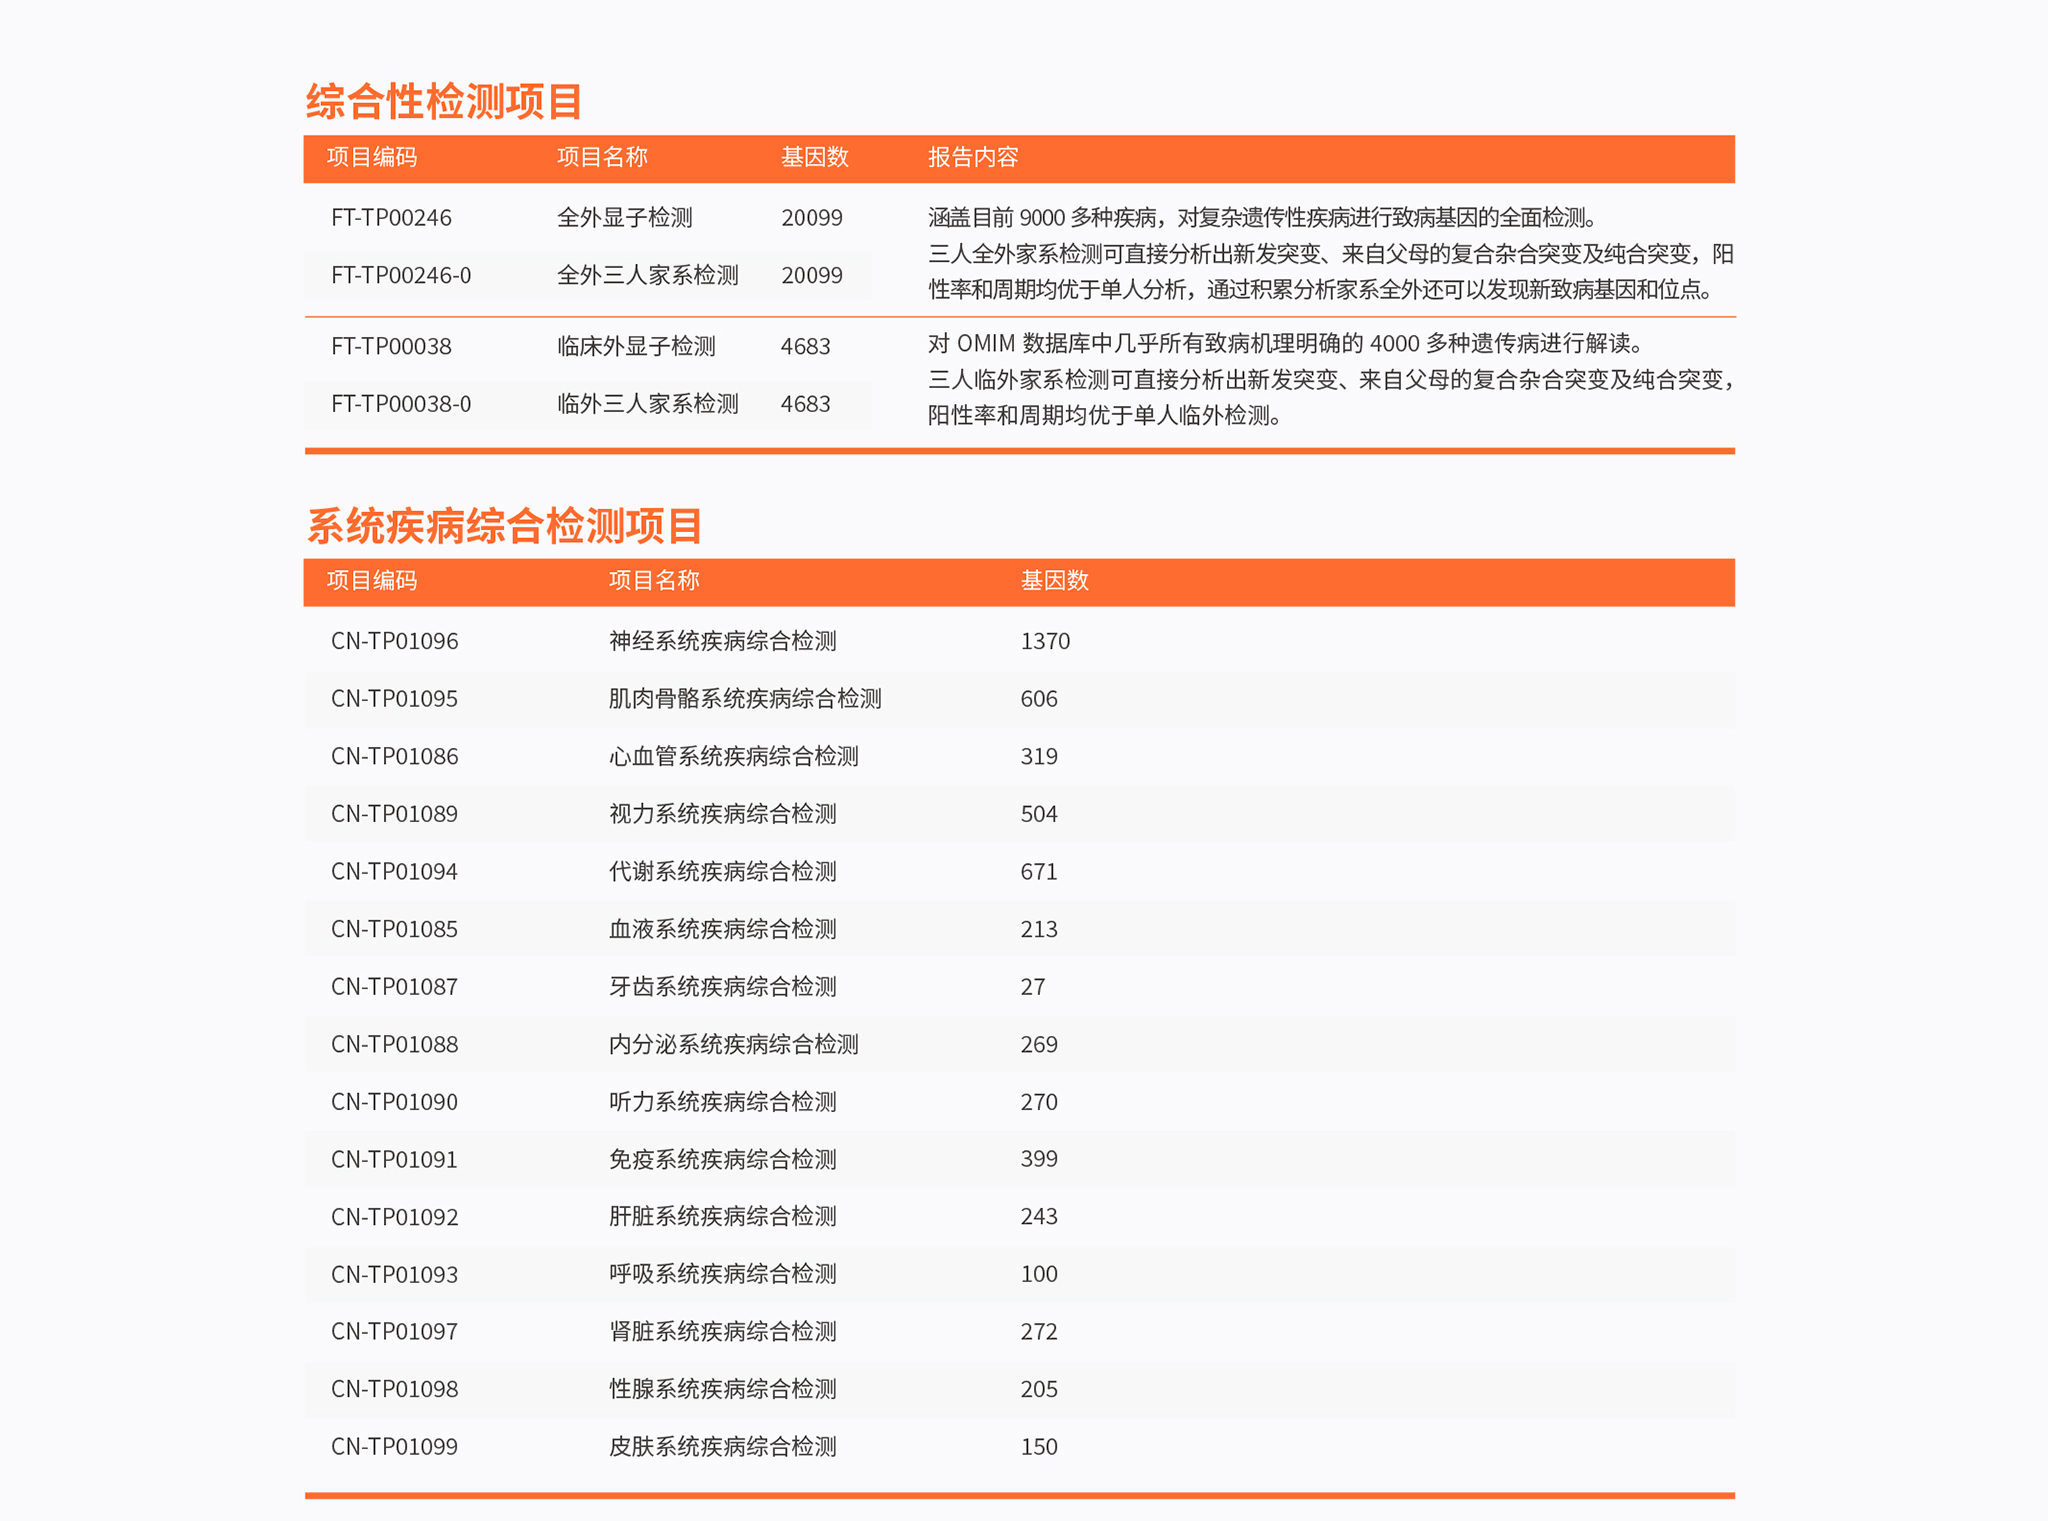 综合性检测项目
项目编码 项目名称 基因数 报告内容
FT-TP00246 全外显子检测 20099 涵盖目前 9000 多种疾病，对复杂遗传性疾病进行致病基因的全面检测。
三人全外家系检测可直接分析出新发突变、来自父母的复合杂合突变及纯合突变，阳
FT-TP00246-0 全外三人家系检测 20099 性率和周期均优于单人分析，通过积累分析家系全外还可以发现新致病基因和位点。
FT-TP00038 临床外显子检测 4683 对 OMIM 数据库中几乎所有致病机理明确的 4000 多种遗传病进行解读。
三人临外家系检测可直接分析出新发突变、来自父母的复合杂合突变及纯合突变，
FT-TP00038-0 临外三人家系检测 4683 阳性率和周期均优于单人临外检测。
系统疾病综合检测项目
项目编码 项目名称 基因数
CN-TP01096 神经系统疾病综合检测 1370
CN-TP01095 肌肉骨骼系统疾病综合检测 606
CN-TP01086 心血管系统疾病综合检测 319
CN-TP01089 视力系统疾病综合检测 504
CN-TP01094 代谢系统疾病综合检测 671
CN-TP01085 血液系统疾病综合检测 213
CN-TP01087 牙齿系统疾病综合检测 27
CN-TP01088 内分泌系统疾病综合检测 269
CN-TP01090 听力系统疾病综合检测 270
CN-TP01091 免疫系统疾病综合检测 399
CN-TP01092 肝脏系统疾病综合检测 243
CN-TP01093 呼吸系统疾病综合检测 100
CN-TP01097 肾脏系统疾病综合检测 272
CN-TP01098 性腺系统疾病综合检测 205
CN-TP01099 皮肤系统疾病综合检测 150